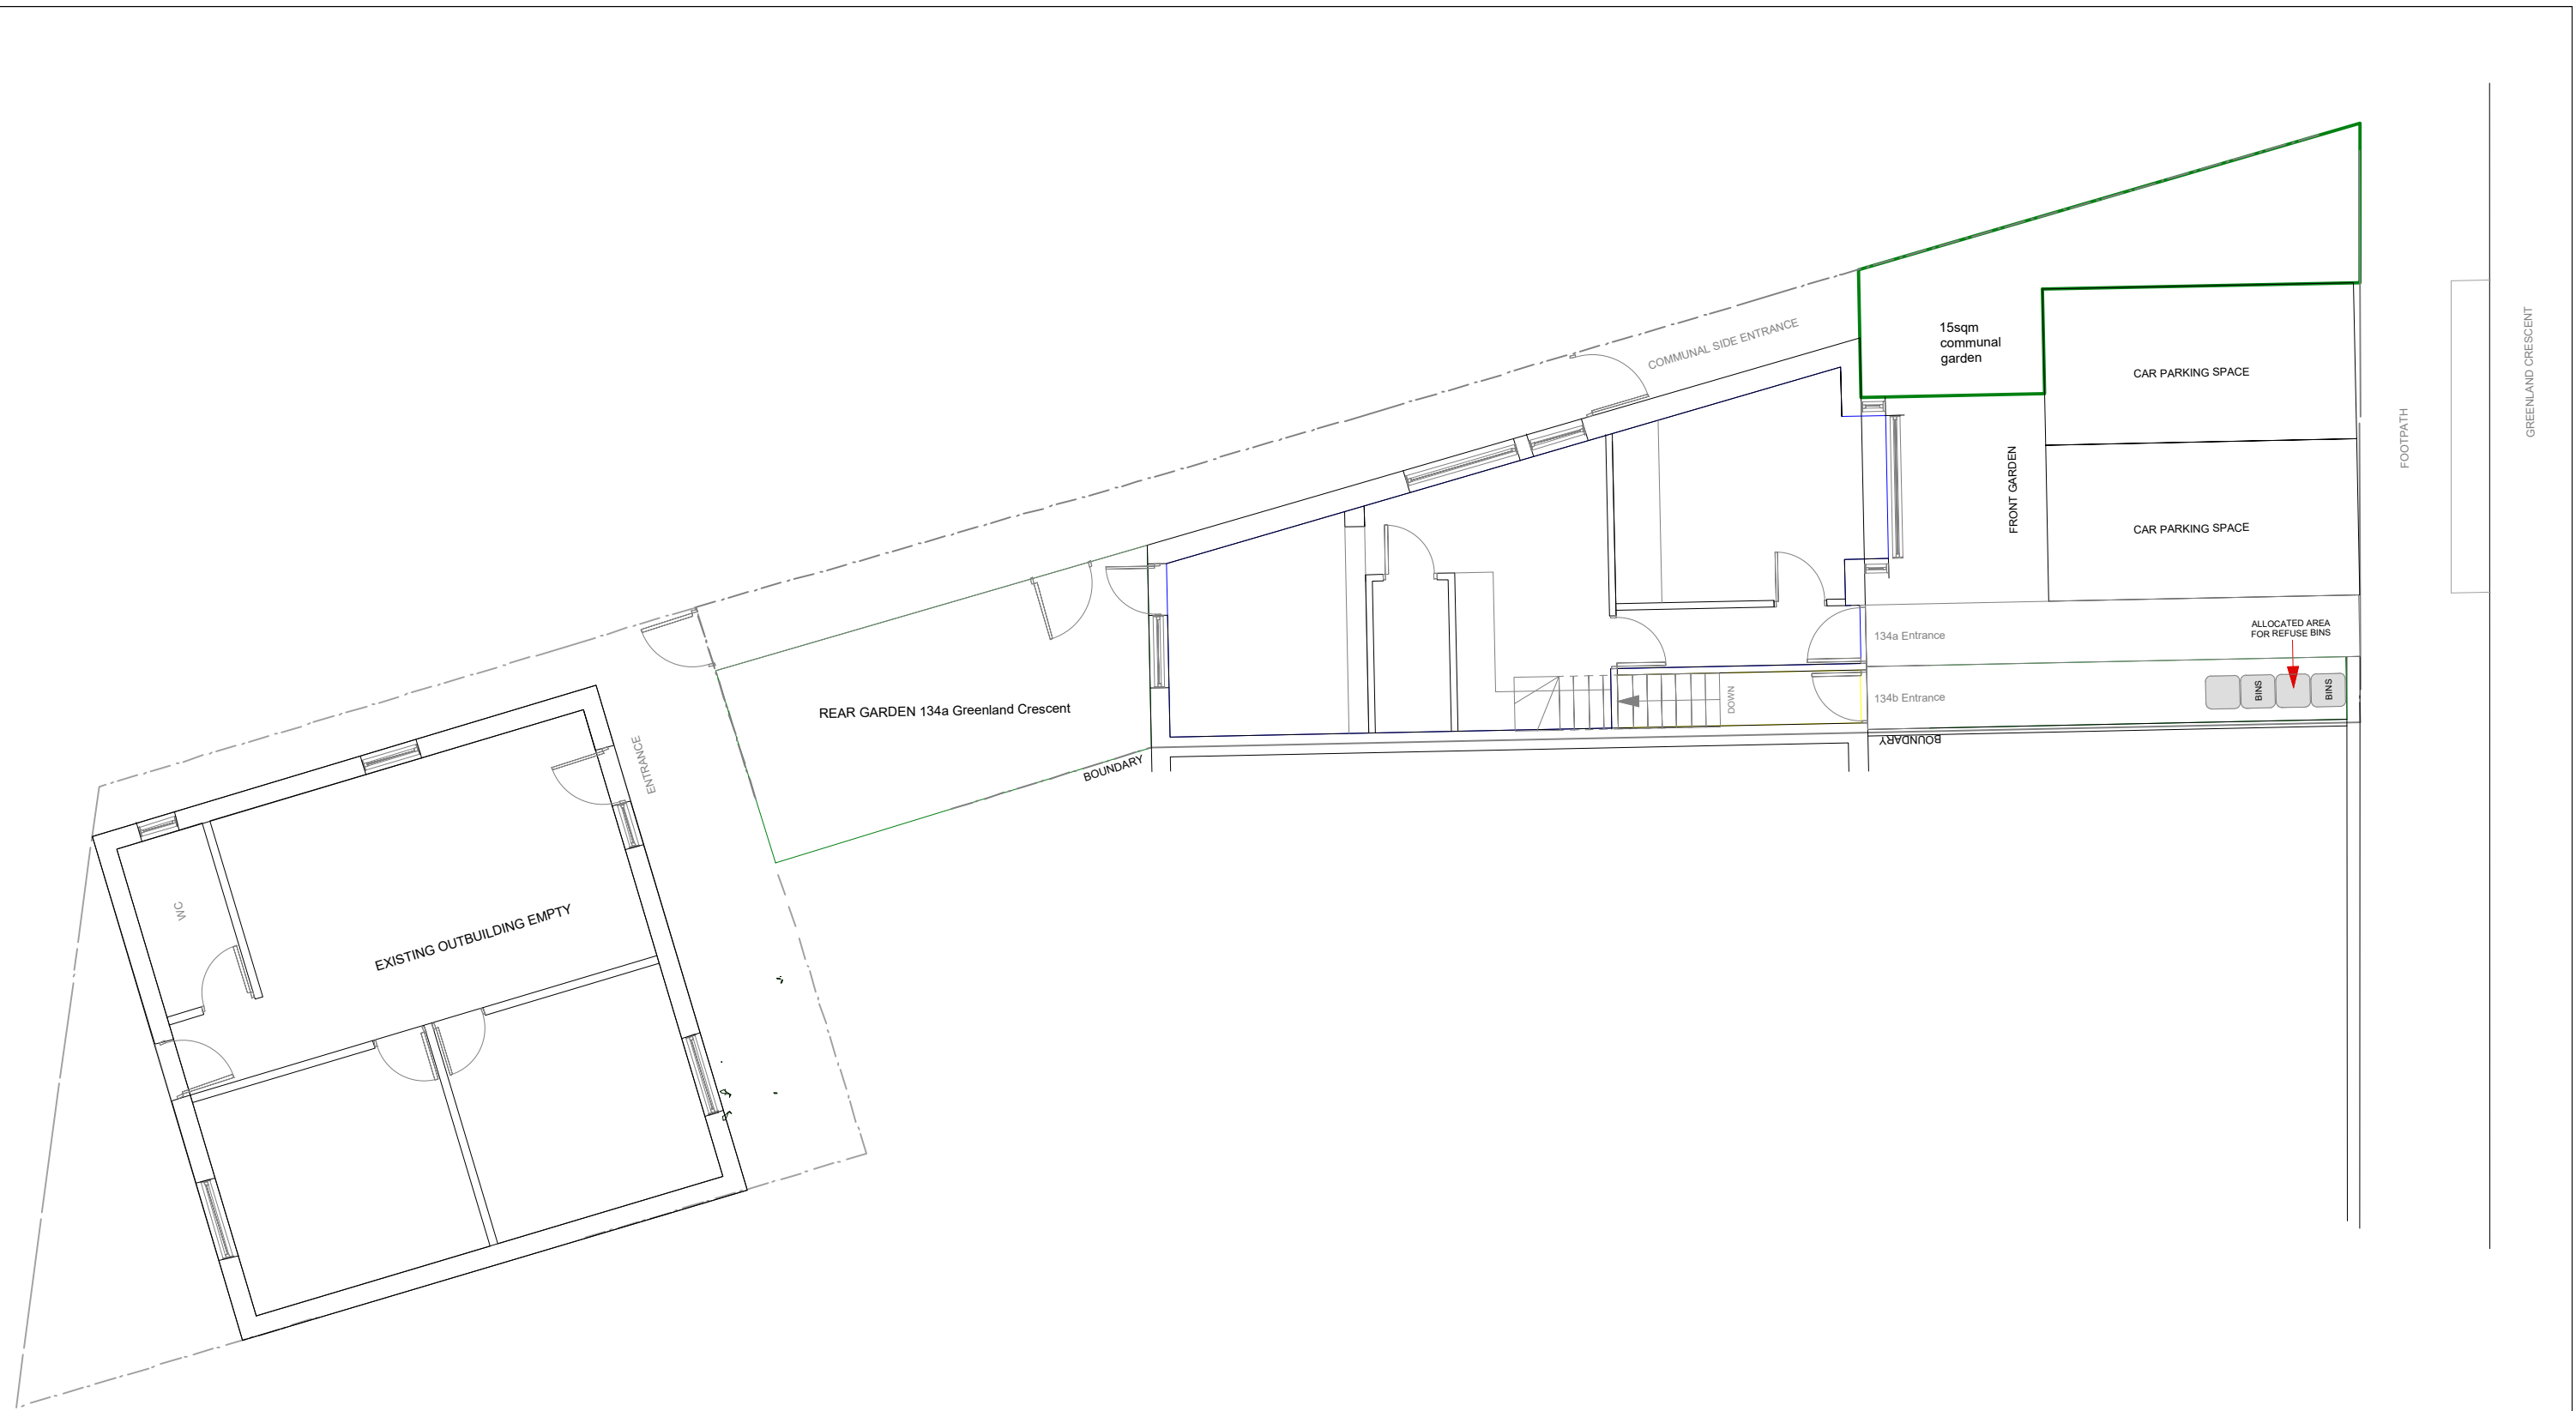 GREENLAND CRESCENT
FOOTPATH
COMMUNAL SIDE ENTRANCE
15sqm
communal
garden
CAR PARKING SPACE
FRONT GARDEN
CAR PARKING SPACE
134a Entrance
ALLOCATED AREA
FOR REFUSE BINS
134b Entrance
BINS
BINS
DOWN
BOUNDARY
REAR GARDEN 134a Greenland Crescent
BOUNDARY
ENTRANCE
WC
EXISTING OUTBUILDING EMPTY